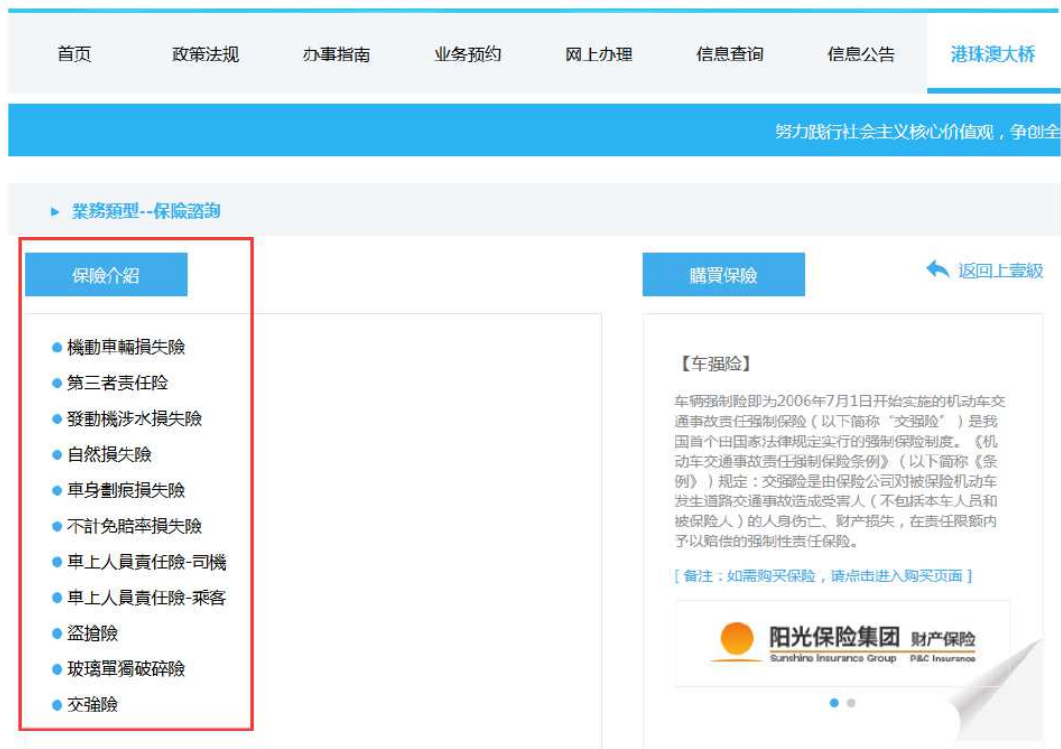 首页 政策法规 办事指南 业务预约 网上办理 信息查询 信息公告 港珠澳大桥
努力践行社会主义核心价值观，争创全
業務類型--保險諮詢
保險介紹
機動車輛損失險
第三者责任险
發動機涉水損失險
自然損失險
車身劃痕損失險
不計免賠率損失險
車上人員責任險-司機
車上人員責任險-乘客
盜搶險
玻璃單獨破碎險
交強險
購買保險
返回上壹級
【车强险】
车辆强制险即为2006年7月1日开始实施的机动车交
通事故责任强制保险（以下简称“交强险”）是我
国首个由国家法律规定实行的强制保险制度。《机
动车交通事故责任强制保险条例》（以下简称《条
例》）规定：交强险是由保险公司对被保险机动车
发生道路交通事故造成受害人（不包括本车人员和
被保险人）的人身伤亡、财产损失，在责任限额内
予以赔偿的强制性责任保险。
[ 备注：如需购买保险，请点击进入购买页面 ]
阳光保险集团 财产保险
Sunshine Insurance Group P&C Insurance